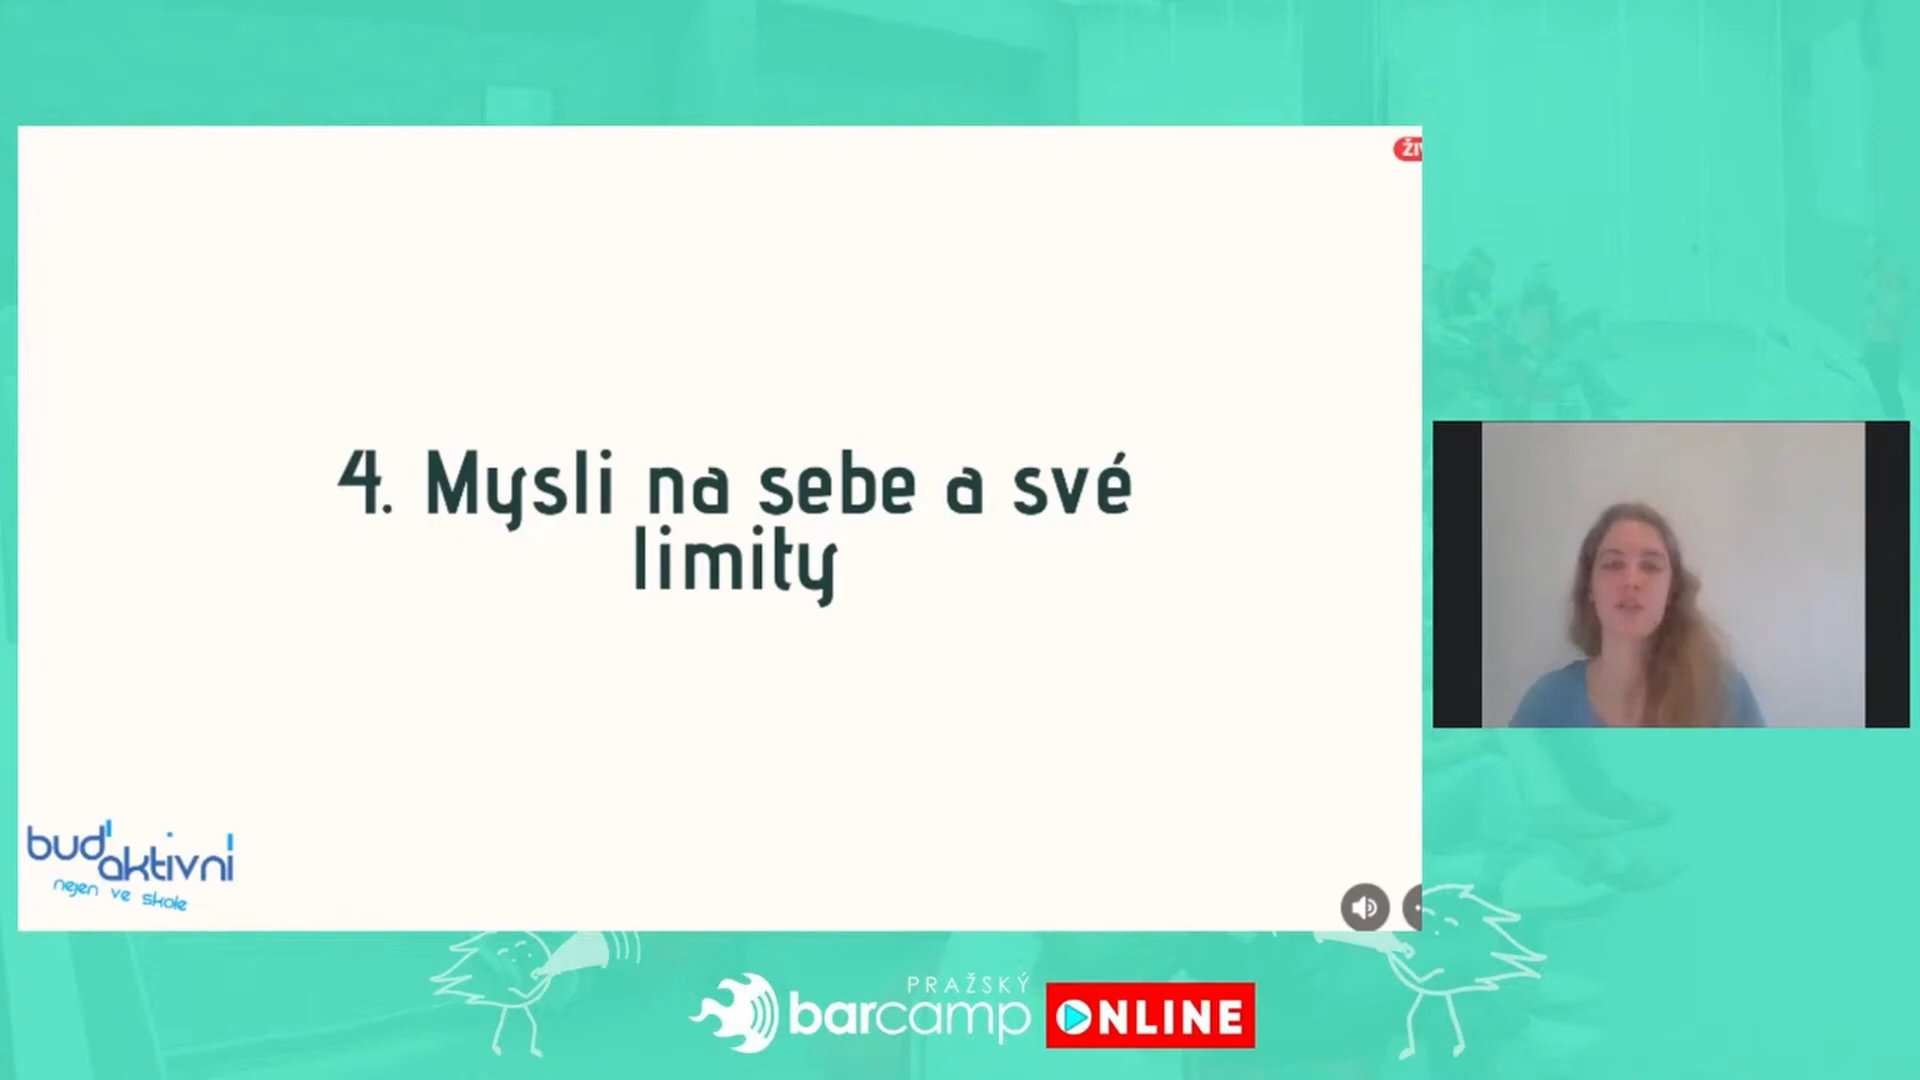 4. Mysli na sebe a své
limity
buď aktivní
nejen ve škole
PRAŽSKÝ
barcamp ONLINE